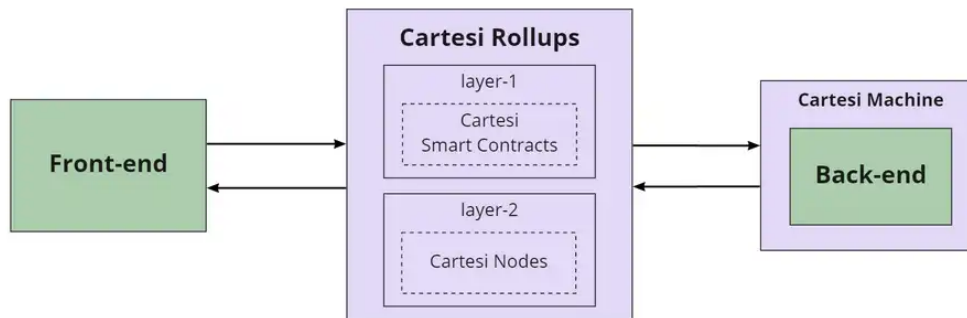 Cartesi Rollups
layer-1
Cartesi
Smart Contracts
layer-2
Cartesi Nodes
Front-end
Cartesi Machine
Back-end